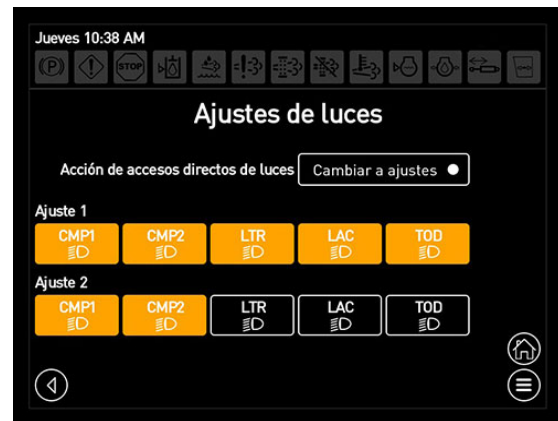 Jueves 10:38 AM
(P) STOP
Ajustes de luces
Acción de accesos directos de luces Cambiar a ajustes
Ajuste 1
CMP1 CMP2 LTR LAC TOD
Ajuste 2
CMP1 CMP2 LTR LAC TOD